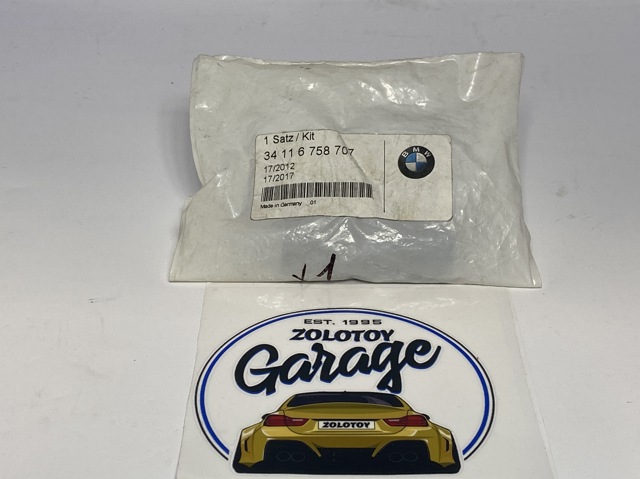 1 Satz / Kit
34 11 6 758 707
17/2012
17/2017
Made in Germany 01
BMW
1
EST. 1995
ZOLOTOY
Garage
ZOLOTOY